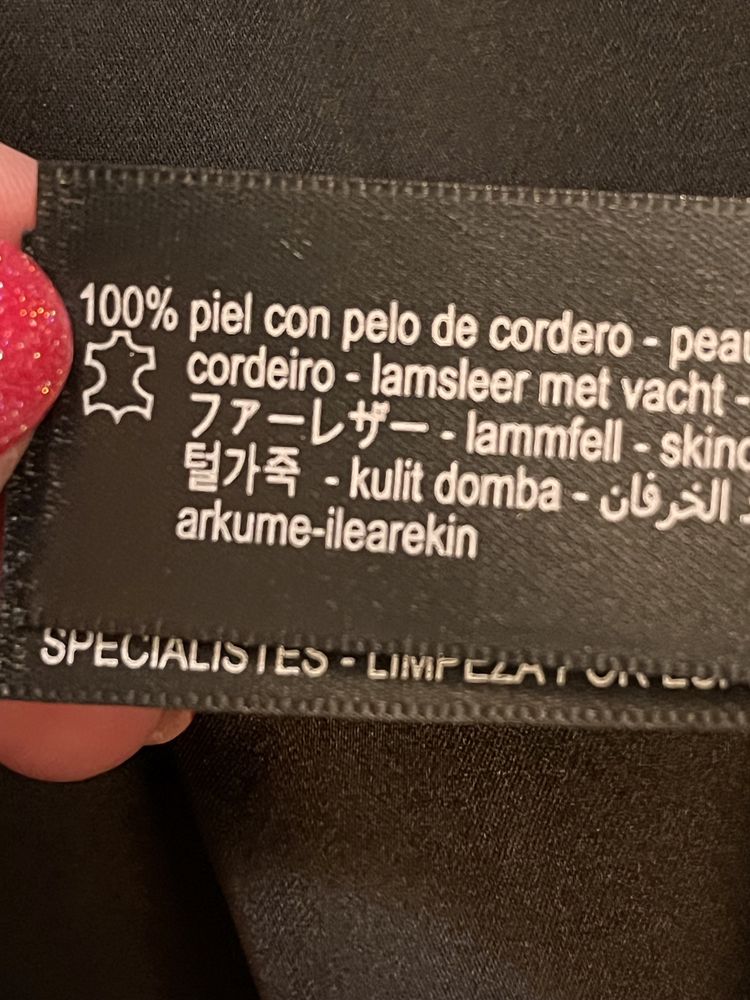 100% piel con pelo de cordero - peau
cordeiro - lamsleer met vacht -
ファーレザー - lammfell - skinc
털가죽 - kulit domba - الخرفان
arkume-ilearekin
SPECIALISTES - LIMPEZA POR